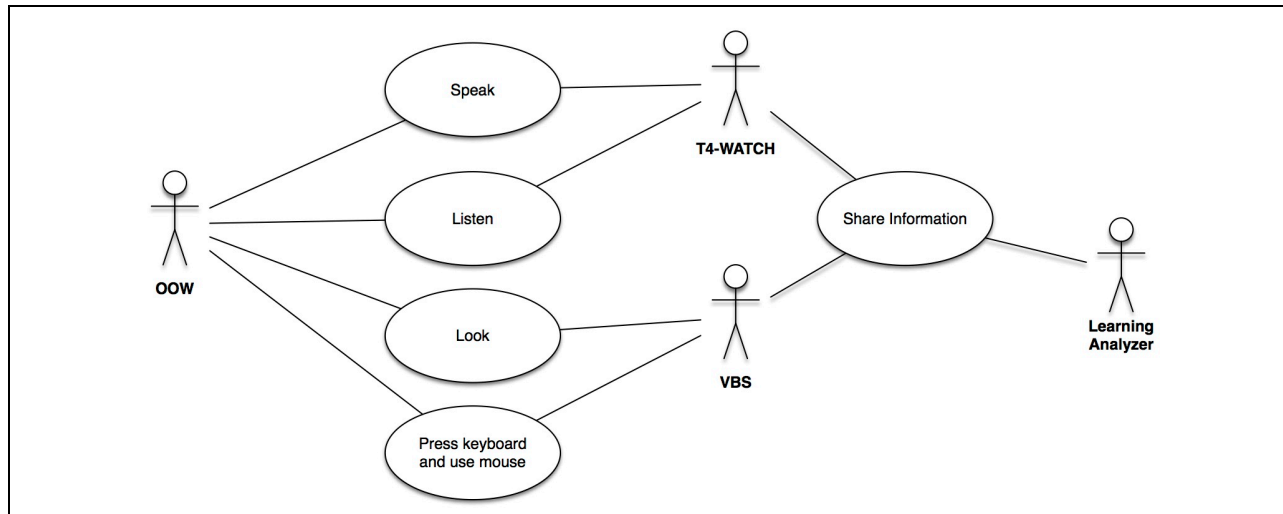 Speak
T4-WATCH
OOW
Listen
Share Information
Look
VBS
Learning
Analyzer
Press keyboard
and use mouse